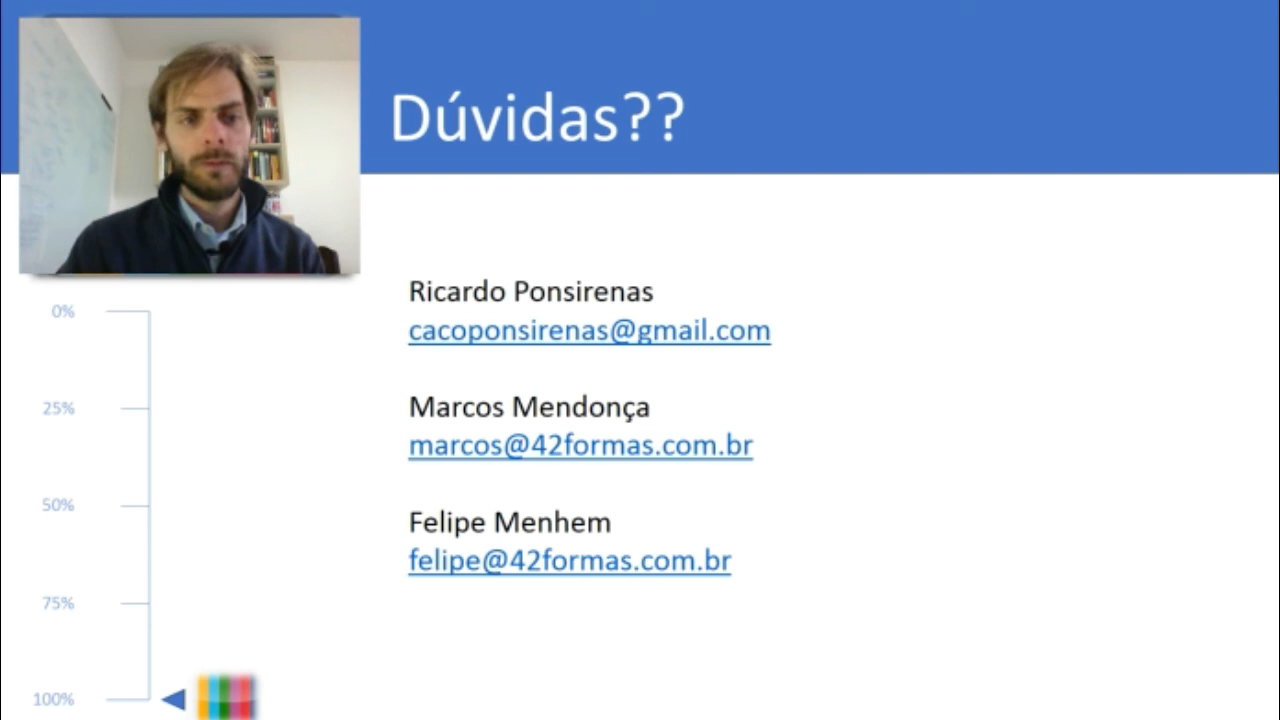 Dúvidas??
Ricardo Ponsirenas
cacoponsirenas@gmail.com
Marcos Mendonça
marcos@42formas.com.br
Felipe Menhem
felipe@42formas.com.br
0%
25%
50%
75%
100%